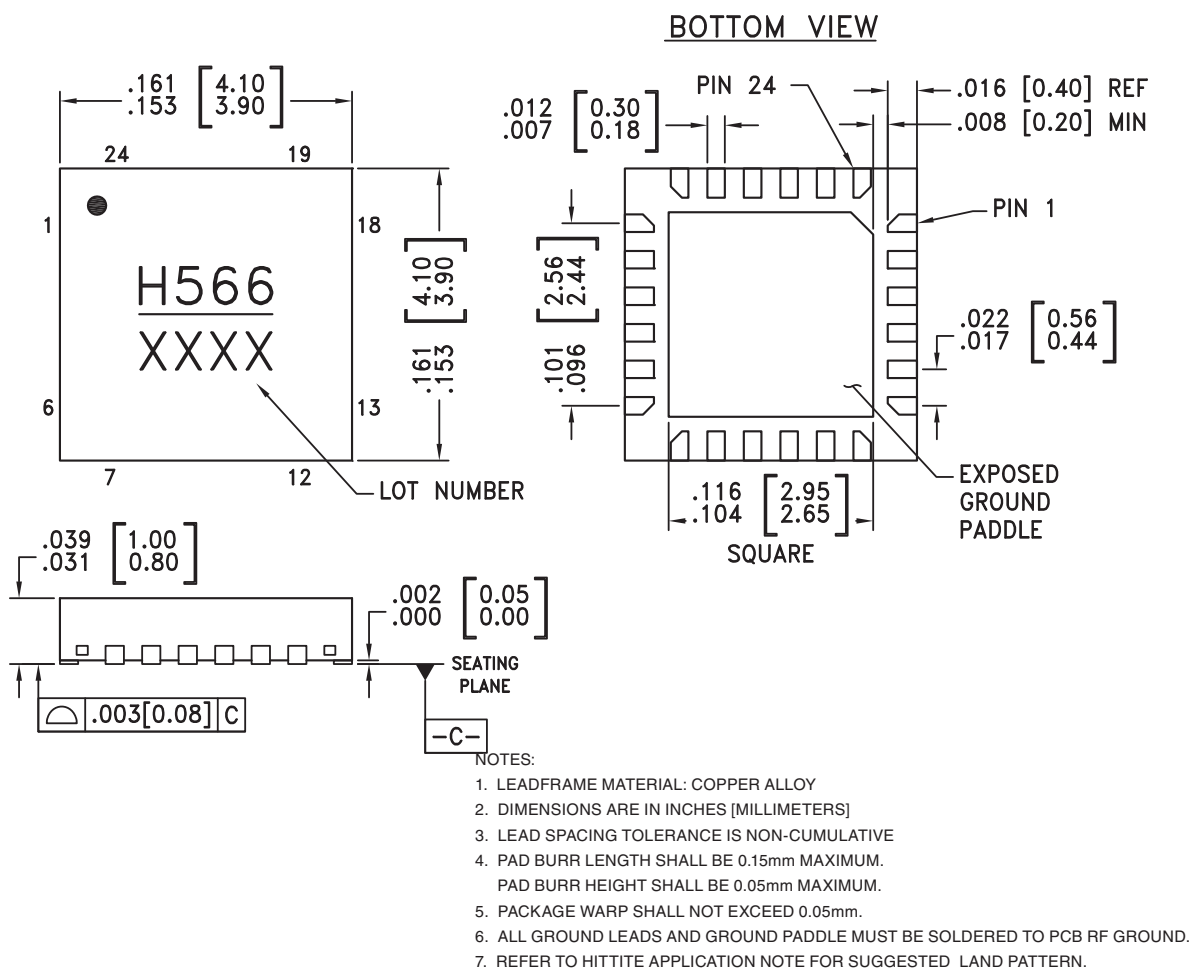 BOTTOM VIEW
.161 [4.10]
.153 [3.90]
24
19
1
18
H566
XXXX
6
13
7
12
LOT NUMBER
[4.10]
[3.90]
.161
.153
.012 [0.30]
.007 [0.18]
PIN 24
.016 [0.40] REF
.008 [0.20] MIN
PIN 1
[2.56]
[2.44]
.101
.096
.022 [0.56]
.017 [0.44]
.116 [2.95]
.104 [2.65]
SQUARE
EXPOSED
GROUND
PADDLE
.039 [1.00]
.031 [0.80]
.002 [0.05]
.000 [0.00]
SEATING
PLANE
.003[0.08] C
-C-
NOTES:
1. LEADFRAME MATERIAL: COPPER ALLOY
2. DIMENSIONS ARE IN INCHES [MILLIMETERS]
3. LEAD SPACING TOLERANCE IS NON-CUMULATIVE
4. PAD BURR LENGTH SHALL BE 0.15mm MAXIMUM.
PAD BURR HEIGHT SHALL BE 0.05mm MAXIMUM.
5. PACKAGE WARP SHALL NOT EXCEED 0.05mm.
6. ALL GROUND LEADS AND GROUND PADDLE MUST BE SOLDERED TO PCB RF GROUND.
7. REFER TO HITTITE APPLICATION NOTE FOR SUGGESTED LAND PATTERN.